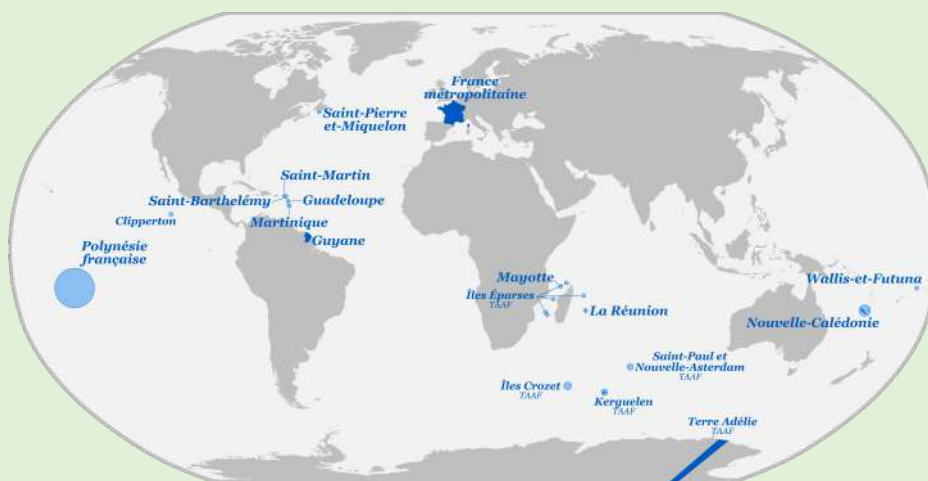 France
métropolitaine
Saint-Pierre
et-Miquelon
Saint-Martin
Saint-Barthelémy
Guadeloupe
Clipperton
Martinique
Guyane
Polynésie
française
Mayotte
Îles Éparses
TAAF
La Réunion
Wallis-et-Futuna
Nouvelle-Calédonie
Saint-Paul et
Nouvelle-Asterdam
TAAF
Îles Crozet
TAAF
Kerguelen
TAAF
Terre Adélie
TAAF